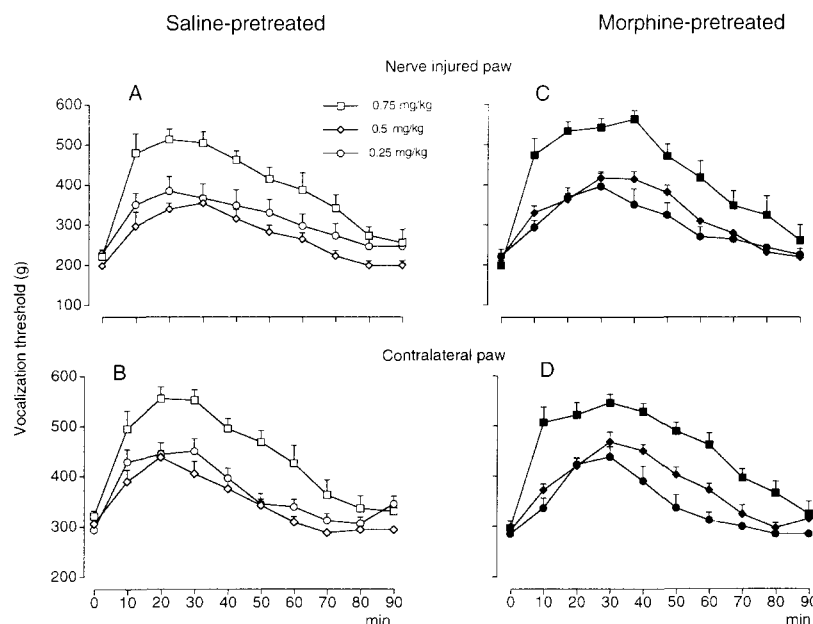 Saline-pretreated
Morphine-pretreated
Nerve injured paw
A
C
0.75 mg/kg
0.5 mg/kg
0.25 mg/kg
600
500
400
300
200
100
Vocalization threshold (g)
Contralateral paw
B
D
600
500
400
300
200
0 10 20 30 40 50 60 70 80 90
min
0 10 20 30 40 50 60 70 80 90
min